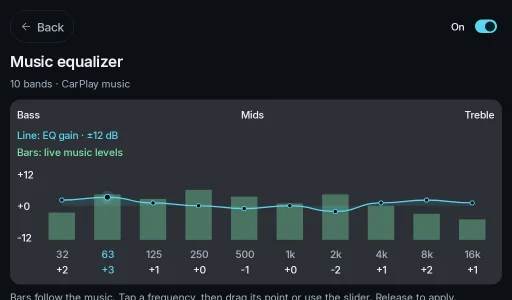 ← Back
On
Music equalizer
10 bands · CarPlay music
Bass Mids Treble
Line: EQ gain · ±12 dB
Bars: live music levels
+12
+0
-12
32 63 125 250 500 1k 2k 4k 8k 16k
+2 +3 +1 +0 -1 +0 -2 +1 +2 +1
Bars follow the music. Tap a frequency, then drag its point or use the slider. Release to apply.